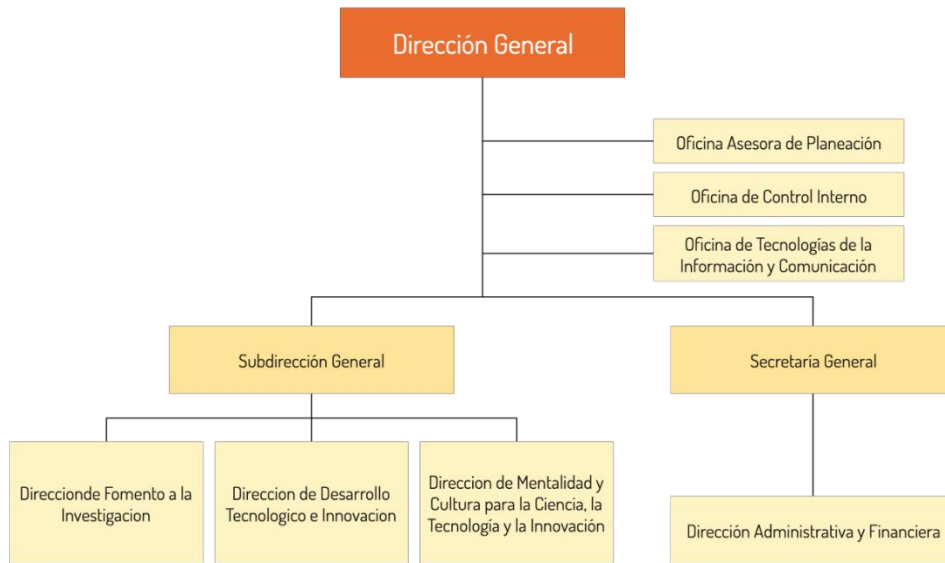 Dirección General
Oficina Asesora de Planeación
Oficina de Control Interno
Oficina de Tecnologías de la
Información y Comunicación
Subdirección General
Secretaría General
Direccionde Fomento a la
Investigacion
Direccion de Desarrollo
Tecnologico e Innovacion
Direccion de Mentalidad y
Cultura para la Ciencia, la
Tecnología y la Innovación
Dirección Administrativa y Financiera